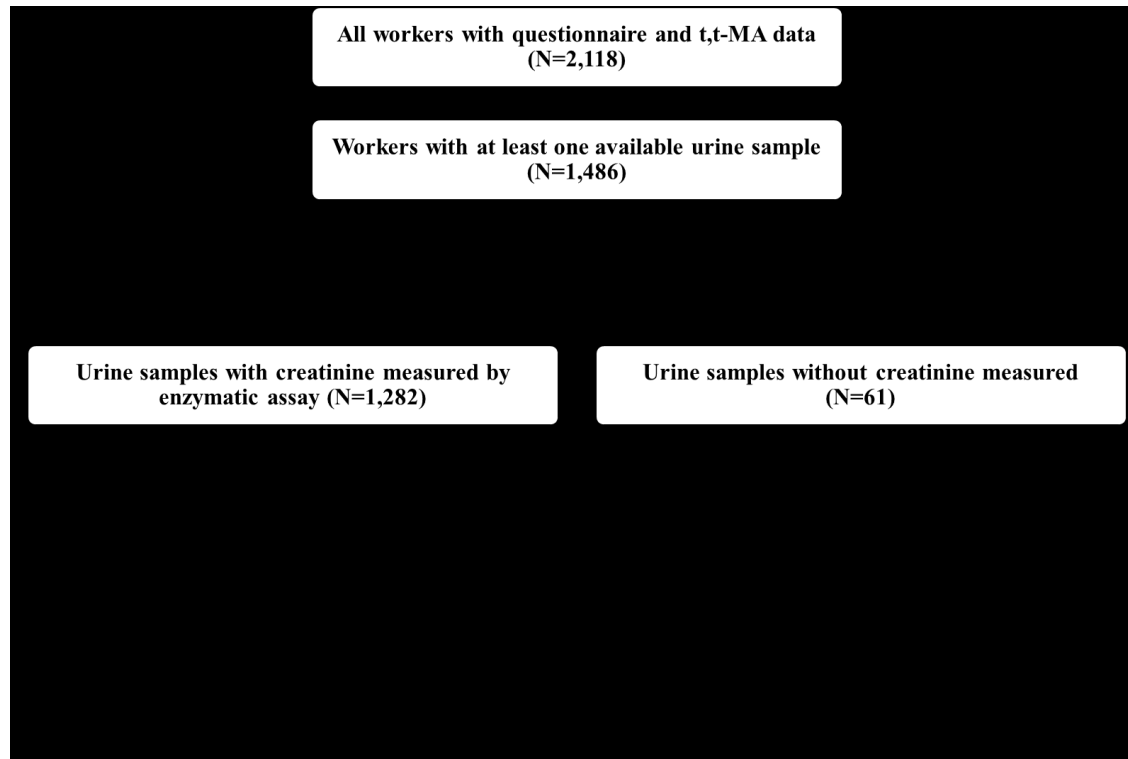 All workers with questionnaire and t,t-MA data
(N=2,118)
Workers with at least one available urine sample
(N=1,486)
Urine samples with creatinine measured by
enzymatic assay (N=1,282)
Urine samples without creatinine measured
(N=61)